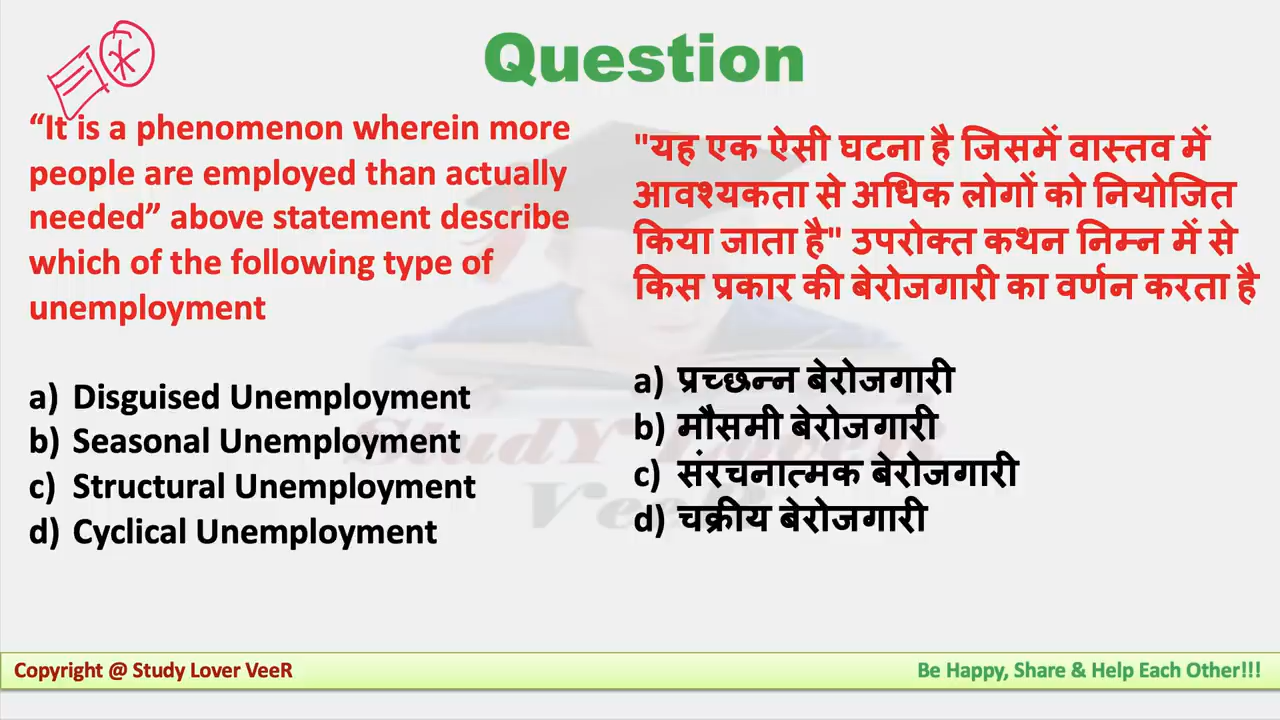 Question
“It is a phenomenon wherein more
people are employed than actually
needed” above statement describe
which of the following type of
unemployment
a) Disguised Unemployment
b) Seasonal Unemployment
c) Structural Unemployment
d) Cyclical Unemployment
"यह एक ऐसी घटना है जिसमें वास्तव में
आवश्यकता से अधिक लोगों को नियोजित
किया जाता है" उपरोक्त कथन निम्न में से
किस प्रकार की बेरोजगारी का वर्णन करता है
a) प्रच्छन्न बेरोजगारी
b) मौसमी बेरोजगारी
c) संरचनात्मक बेरोजगारी
d) चक्रीय बेरोजगारी
StudY LoveR
VeeR
Copyright @ Study Lover VeeR
Be Happy, Share & Help Each Other!!!